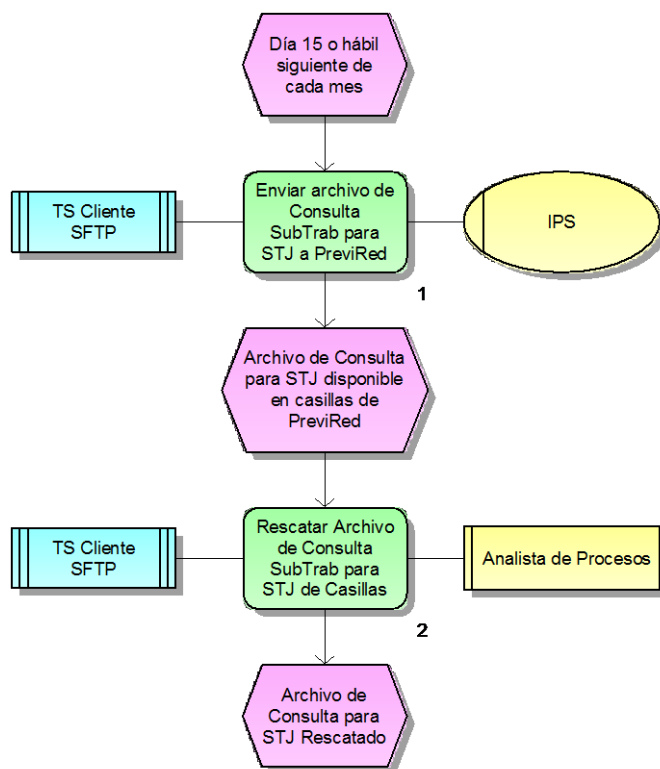 Día 15 o hábil
siguiente de
cada mes
TS Cliente
SFTP
Enviar archivo de
Consulta
SubTrab para
STJ a PreviRed
IPS
1
Archivo de Consulta
para STJ disponible
en casillas de
PreviRed
TS Cliente
SFTP
Rescatar Archivo
de Consulta
SubTrab para
STJ de Casillas
Analista de Procesos
2
Archivo de
Consulta para
STJ Rescatado